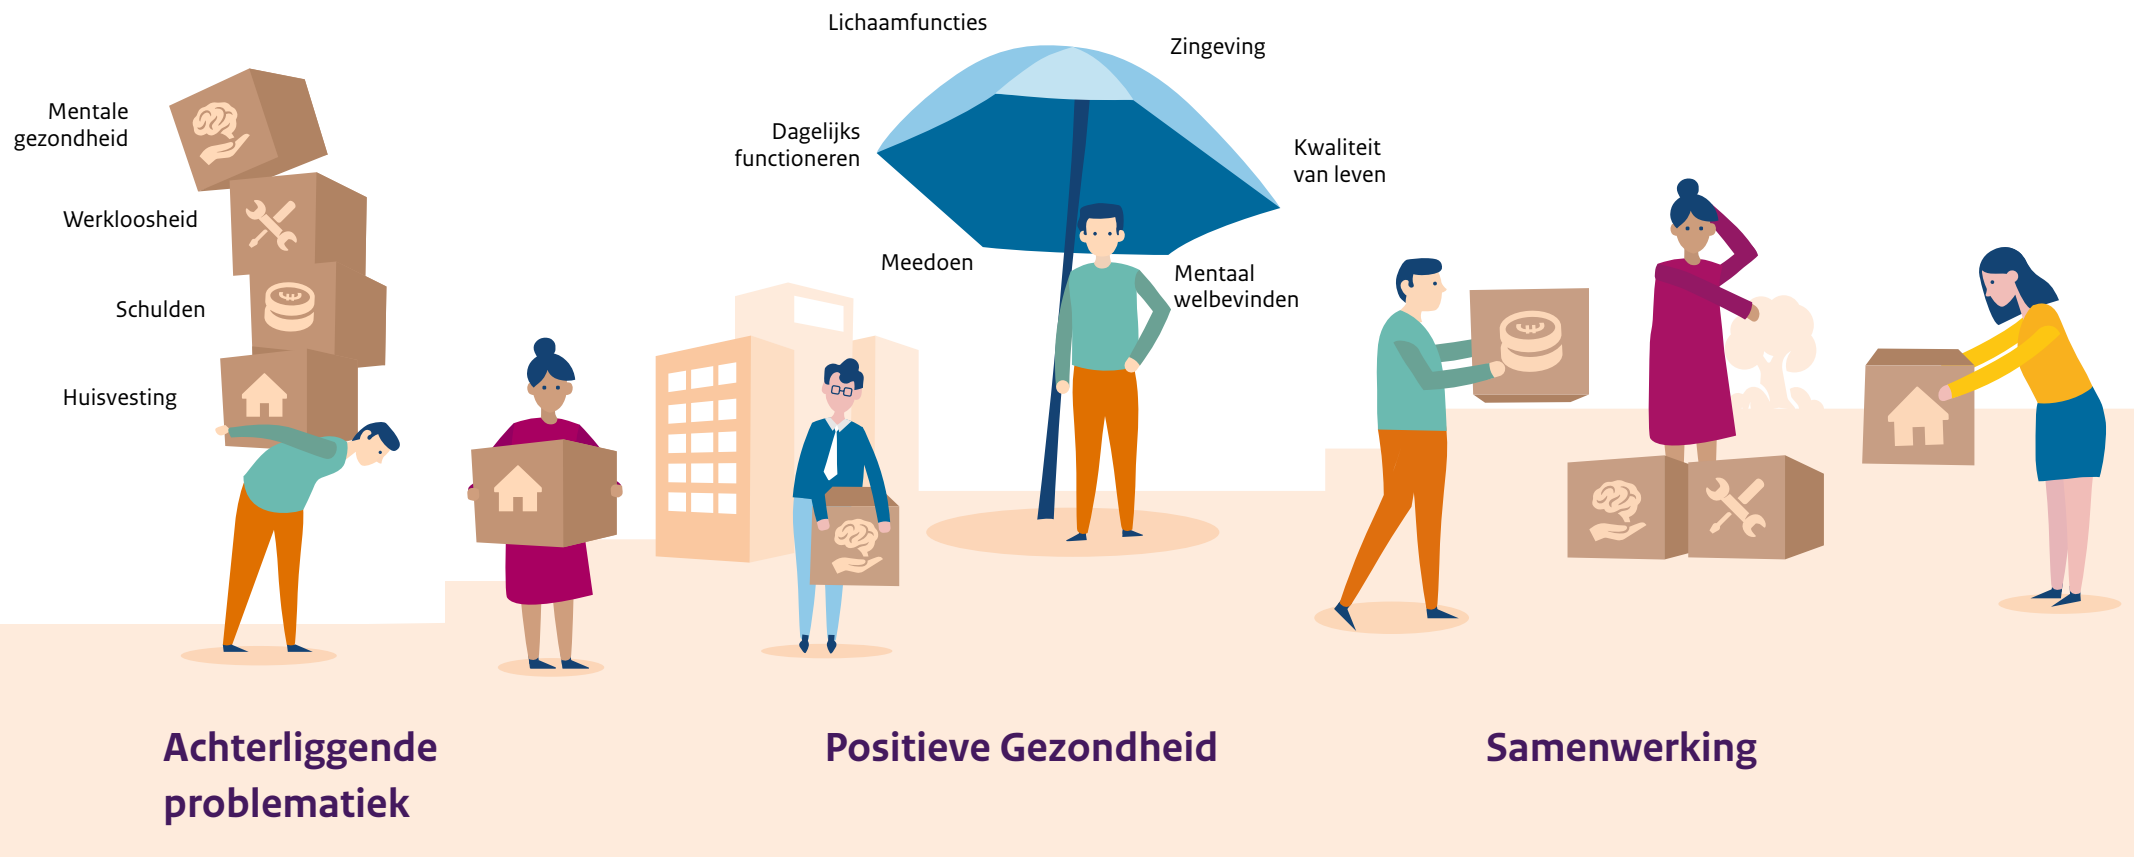 Mentale
gezondheid
Werkloosheid
Schulden
Huisvesting
Achterliggende
problematiek
Lichaamfuncties
Zingeving
Dagelijks
functioneren
Kwaliteit
van leven
Meedoen
Mentaal
welbevinden
Positieve Gezondheid
Samenwerking